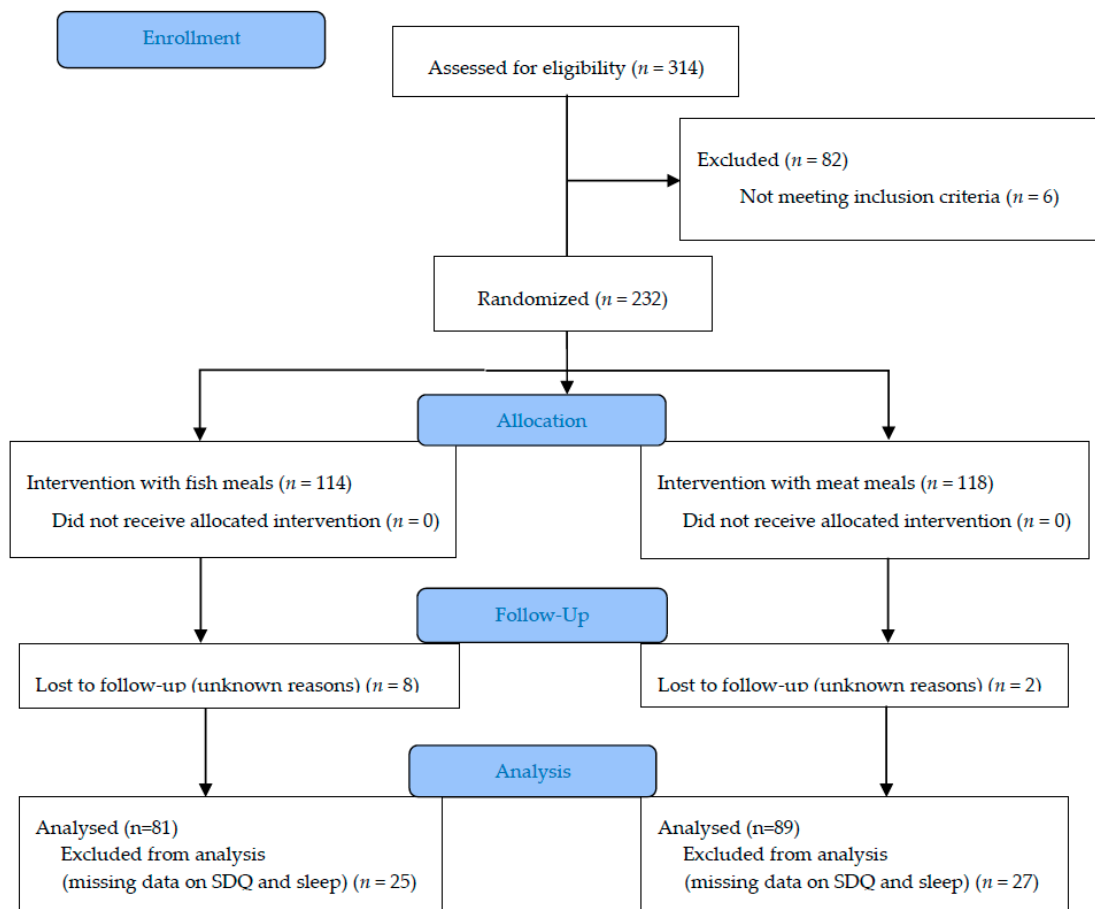 Enrollment
Assessed for eligibility (n = 314)
Excluded (n = 82)
Not meeting inclusion criteria (n = 6)
Randomized (n = 232)
Allocation
Intervention with fish meals (n = 114)
Did not receive allocated intervention (n = 0)
Intervention with meat meals (n = 118)
Did not receive allocated intervention (n = 0)
Follow-Up
Lost to follow-up (unknown reasons) (n = 8)
Lost to follow-up (unknown reasons) (n = 2)
Analysis
Analysed (n=81)
Excluded from analysis
(missing data on SDQ and sleep) (n = 25)
Analysed (n=89)
Excluded from analysis
(missing data on SDQ and sleep) (n = 27)